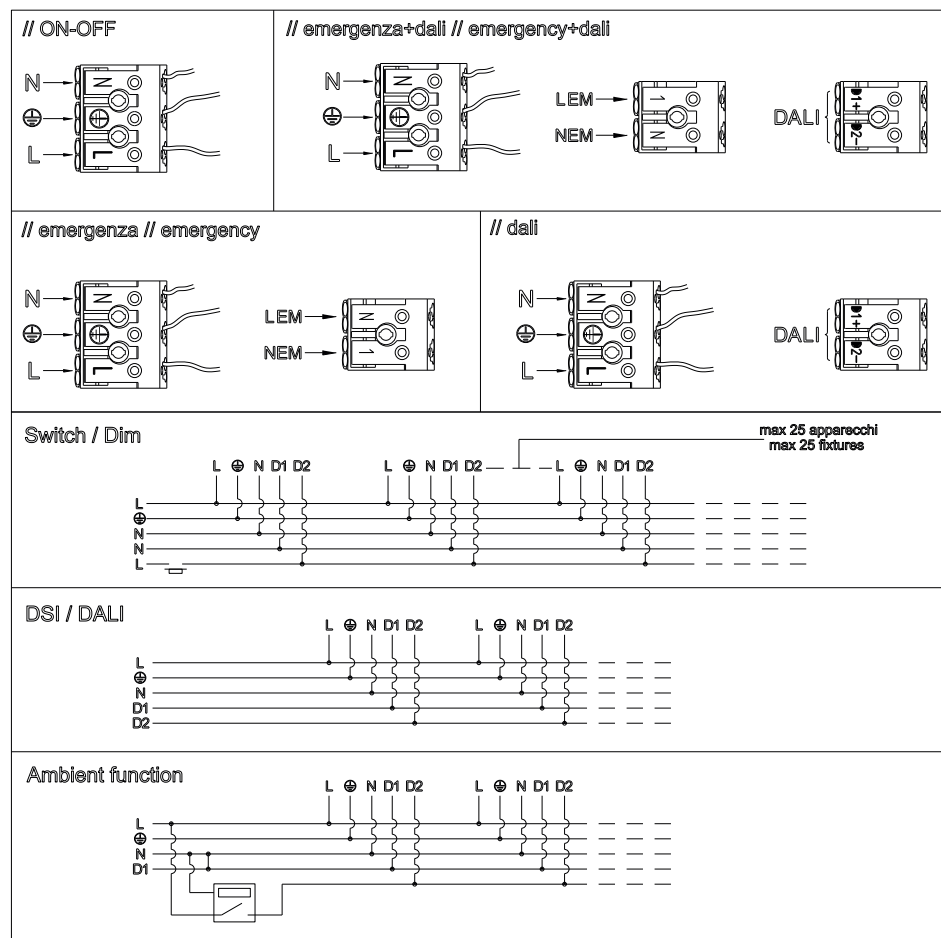 // ON-OFF
N
⏚
L
N
⏚
L
// emergenza+dali // emergency+dali
N
⏚
L
N
⏚
L
LEM
NEM
1
N
DALI
D1+
D2-
// emergenza // emergency
N
⏚
L
N
⏚
L
LEM
NEM
N
1
// dali
N
⏚
L
N
⏚
L
DALI
D1+
D2-
Switch / Dim
max 25 apparecchi
max 25 fixtures
L ⏚ N D1 D2 L ⏚ N D1 D2 L ⏚ N D1 D2
L
⏚
N
N
L
DSI / DALI
L ⏚ N D1 D2 L ⏚ N D1 D2
L
⏚
N
D1
D2
Ambient function
L ⏚ N D1 D2 L ⏚ N D1 D2
L
⏚
N
D1